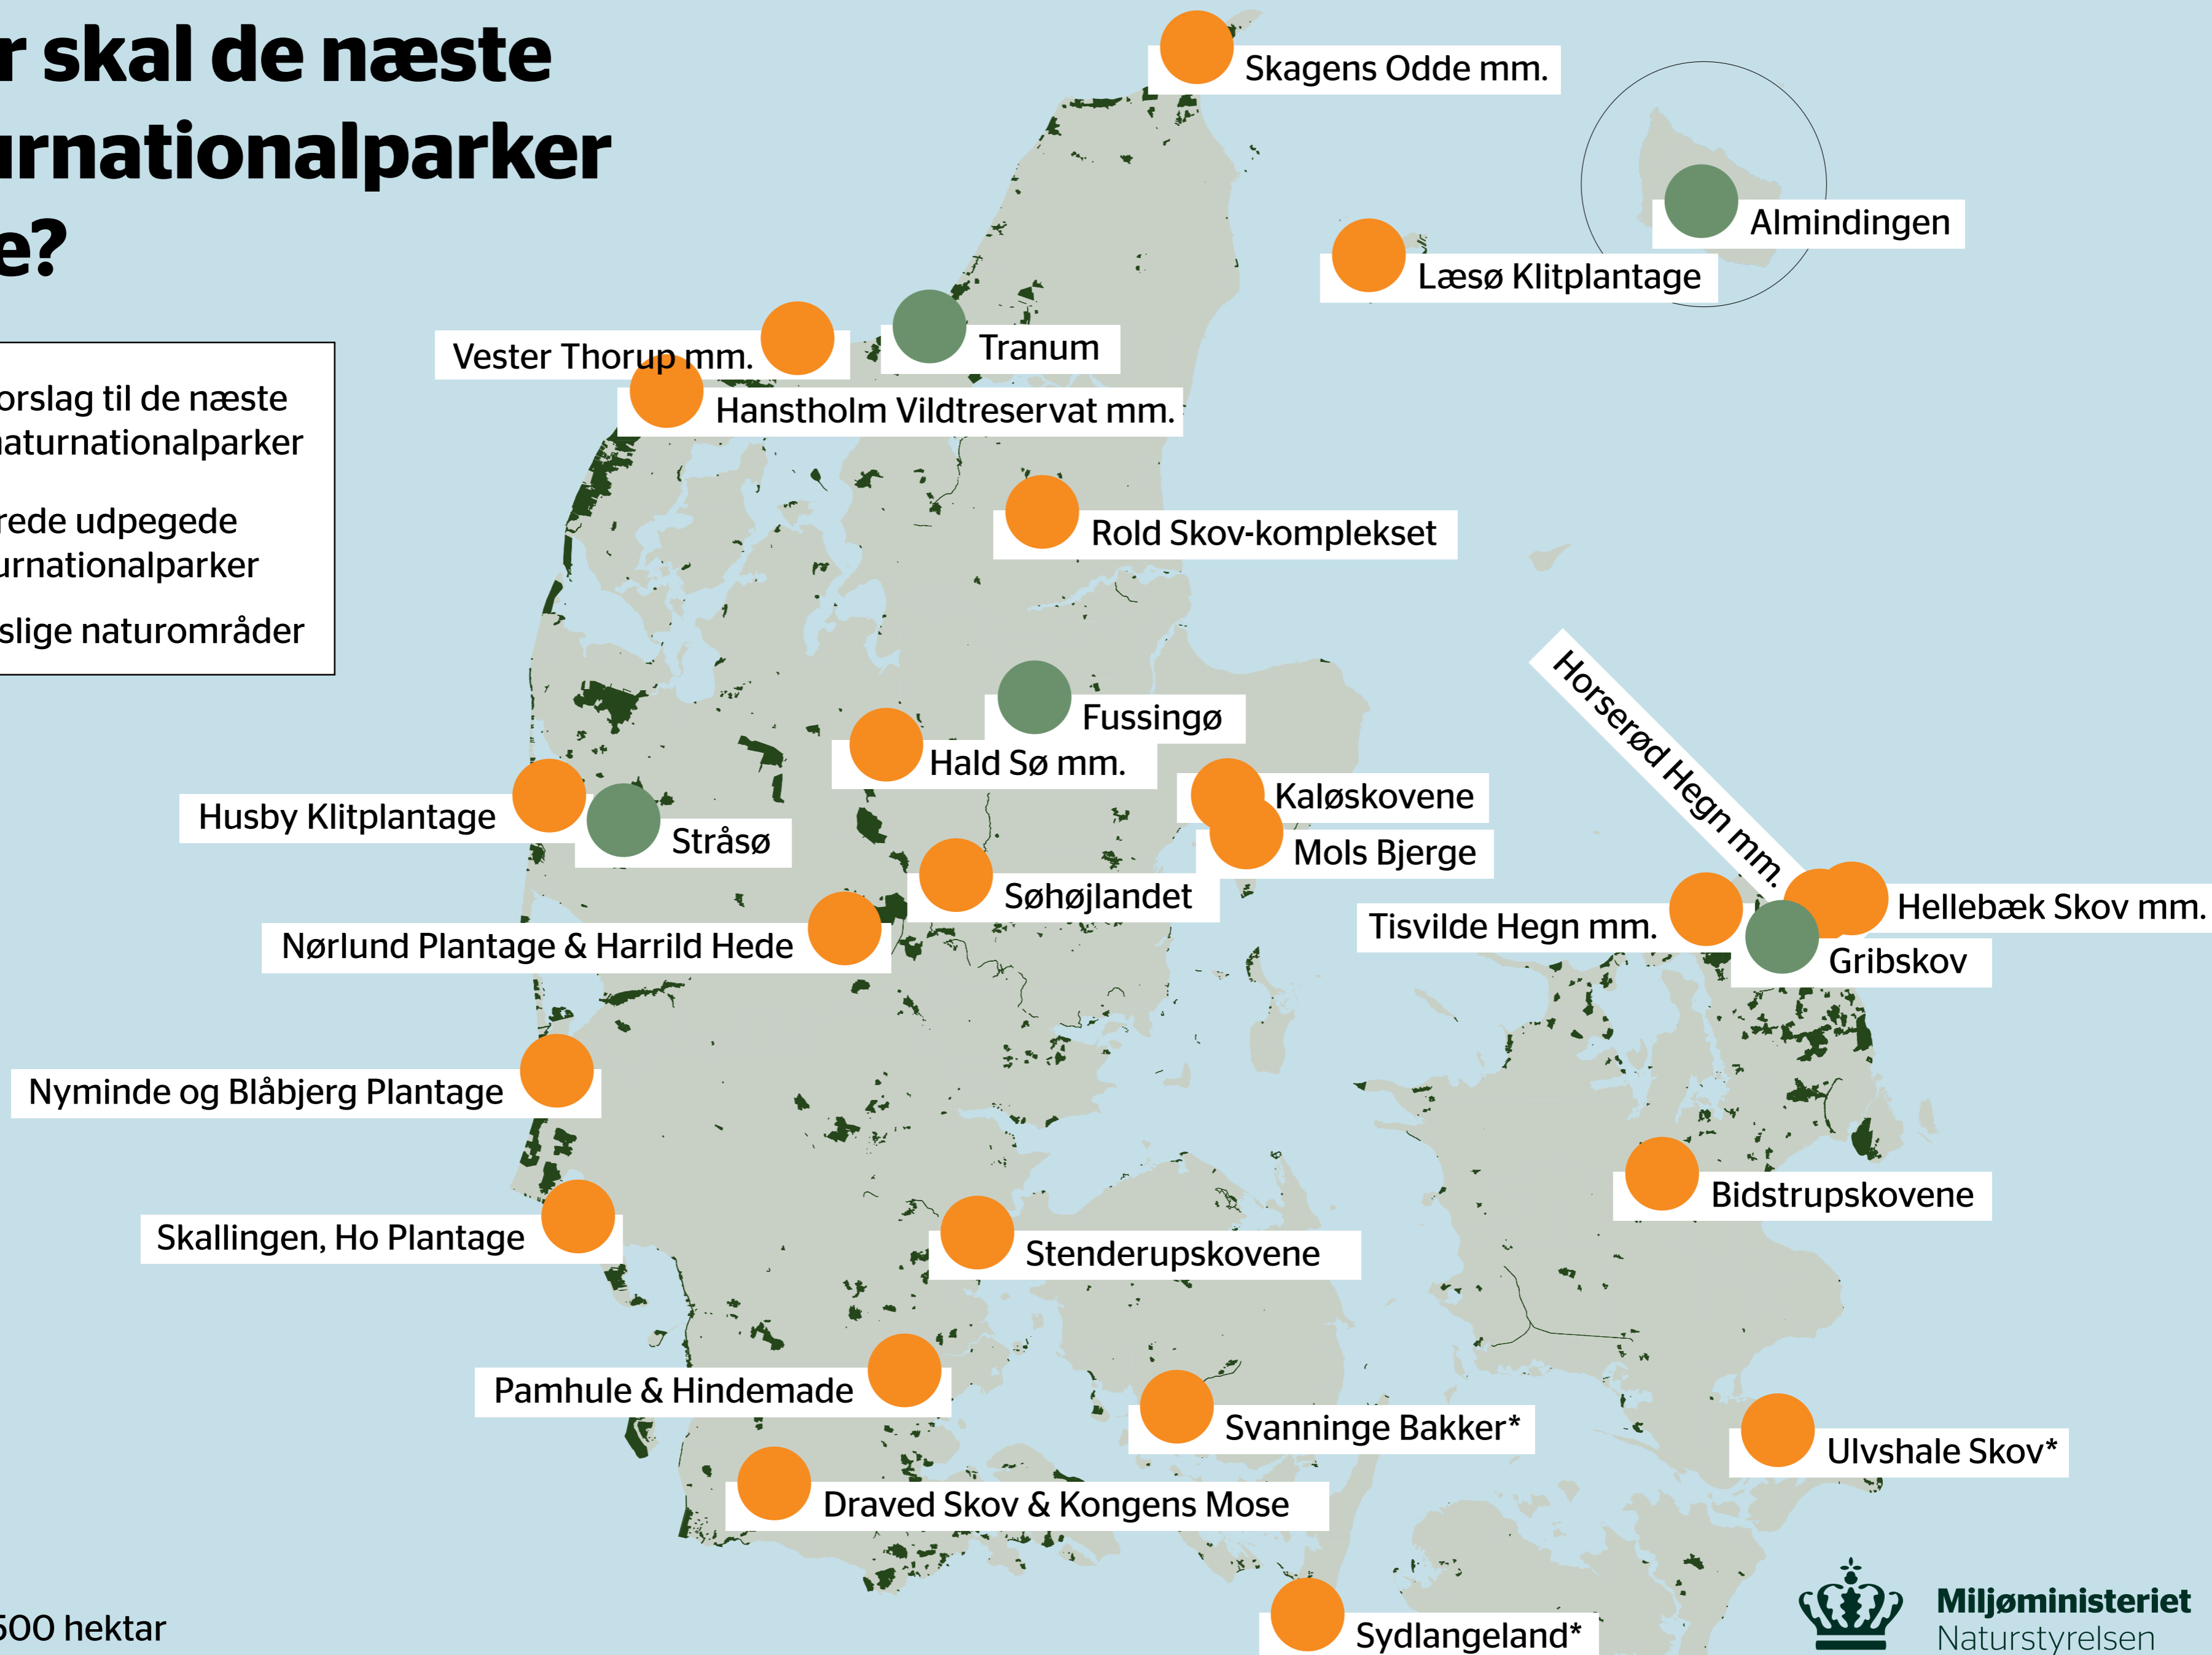 r skal de næste
urnationalparker
e?
orslag til de næste
naturnationalparker
rede udpegede
urnationalparker
slige naturområder
Skagens Odde mm.
Almindingen
Læsø Klitplantage
Vester Thorup mm.
Tranum
Hanstholm Vildtreservat mm.
Rold Skov-komplekset
Horserød Hegn mm.
Fussingø
Hald Sø mm.
Kaløskovene
Husby Klitplantage
Stråsø
Mols Bjerge
Søhøjlandet
Hellebæk Skov mm.
Tisvilde Hegn mm.
Nørlund Plantage & Harrild Hede
Gribskov
Nyminde og Blåbjerg Plantage
Bidstrupskovene
Skallingen, Ho Plantage
Stenderupskovene
Pamhule & Hindemade
Svanninge Bakker*
Ulvshale Skov*
Draved Skov & Kongens Mose
500 hektar
Sydlangeland*
Miljøministeriet
Naturstyrelsen